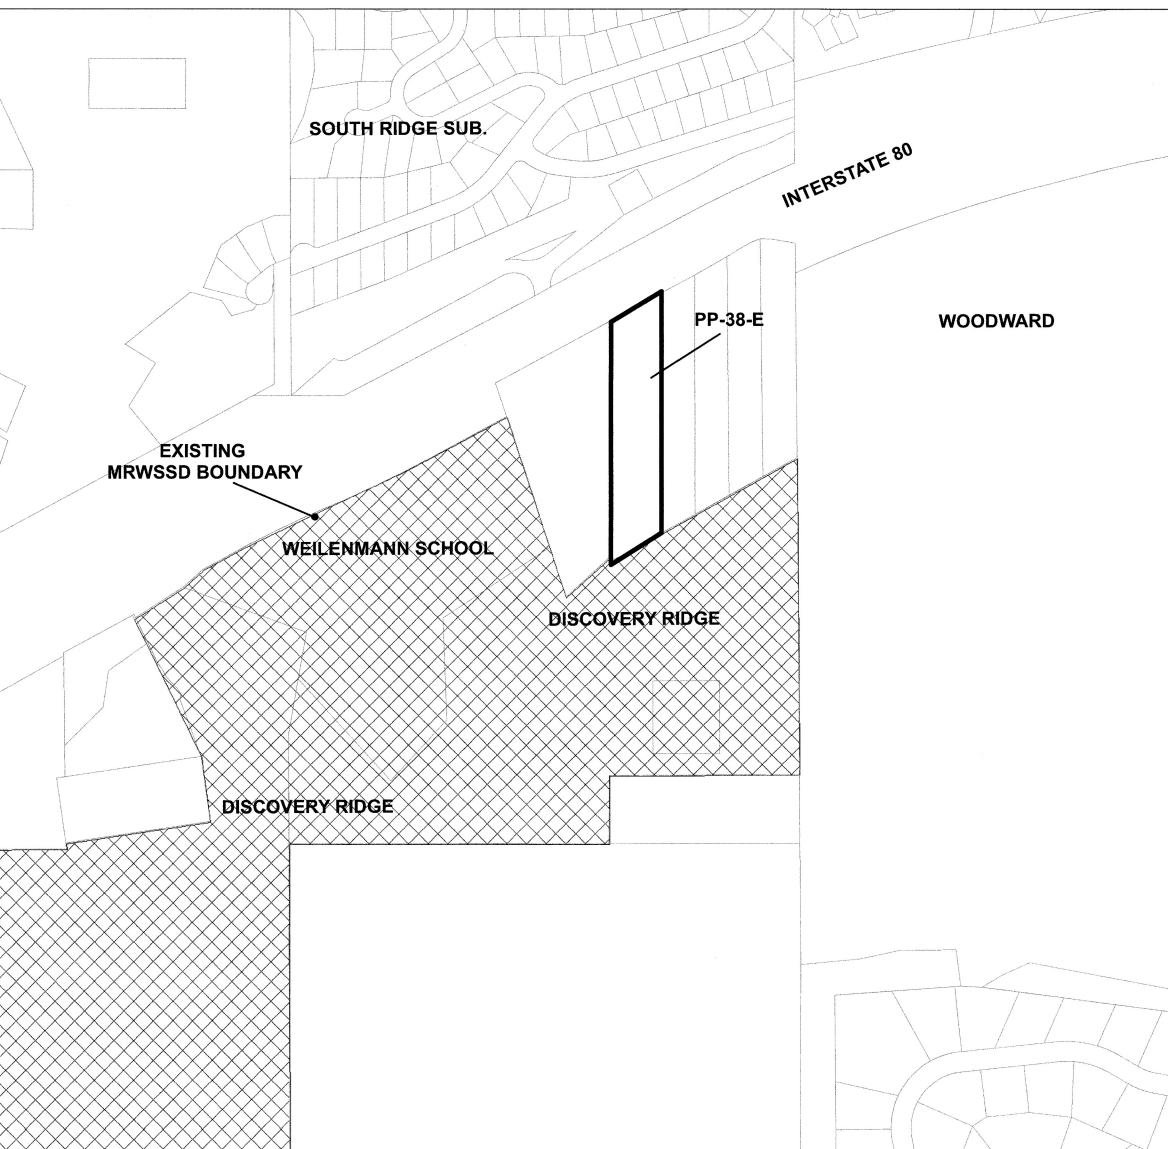 SOUTH RIDGE SUB.
INTERSTATE 80
PP-38-E
WOODWARD
EXISTING
MRWSSD BOUNDARY
WEILENMANN SCHOOL
DISCOVERY RIDGE
DISCOVERY RIDGE